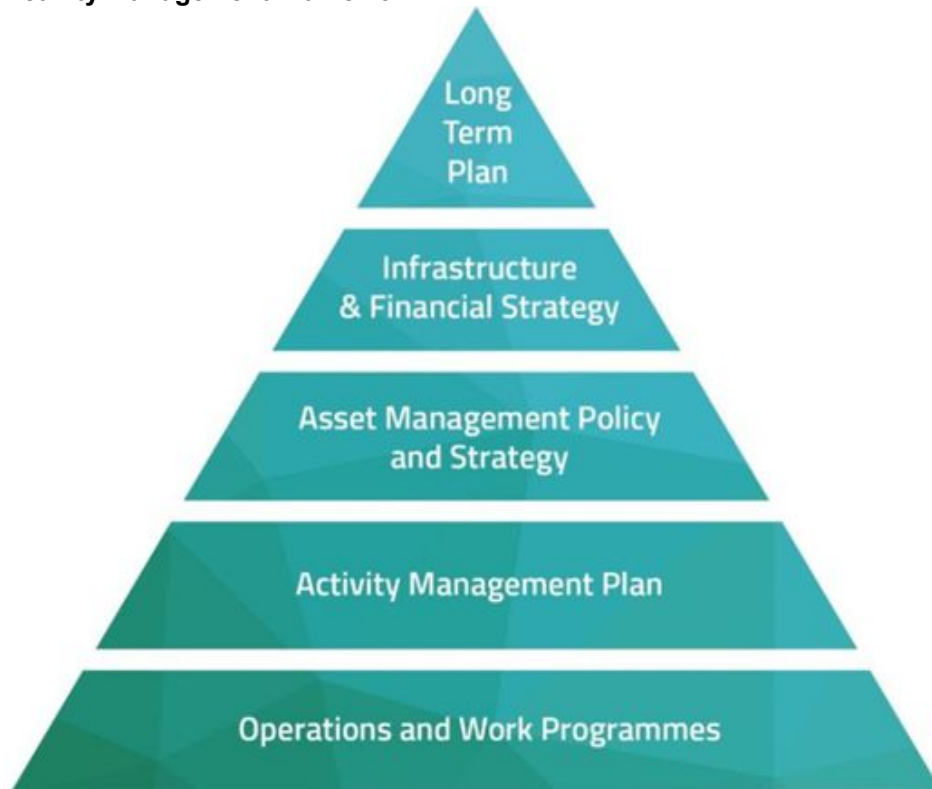 Long
Term
Plan
Infrastructure
& Financial Strategy
Asset Management Policy
and Strategy
Activity Management Plan
Operations and Work Programmes